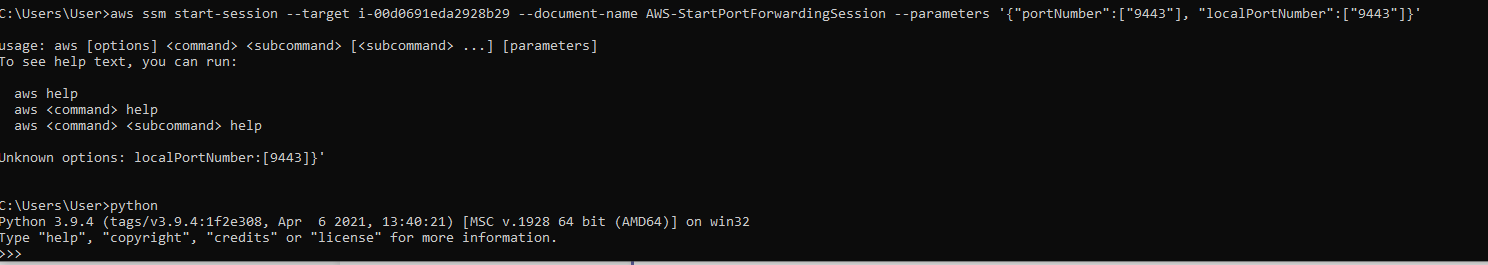 C:\Users\User>aws ssm start-session --target i-00d0691eda2928b29 --document-name AWS-StartPortForwardingSession --parameters '{"portNumber":["9443"], "localPortNumber":["9443"]}'
usage: aws [options] <command> <subcommand> [<subcommand> ...] [parameters]
To see help text, you can run:
aws help
aws <command> help
aws <command> <subcommand> help
Unknown options: localPortNumber:[9443]}'
C:\Users\User>python
Python 3.9.4 (tags/v3.9.4:1f2e308, Apr  6 2021, 13:40:21) [MSC v.1928 64 bit (AMD64)] on win32
Type "help", "copyright", "credits" or "license" for more information.
>>>